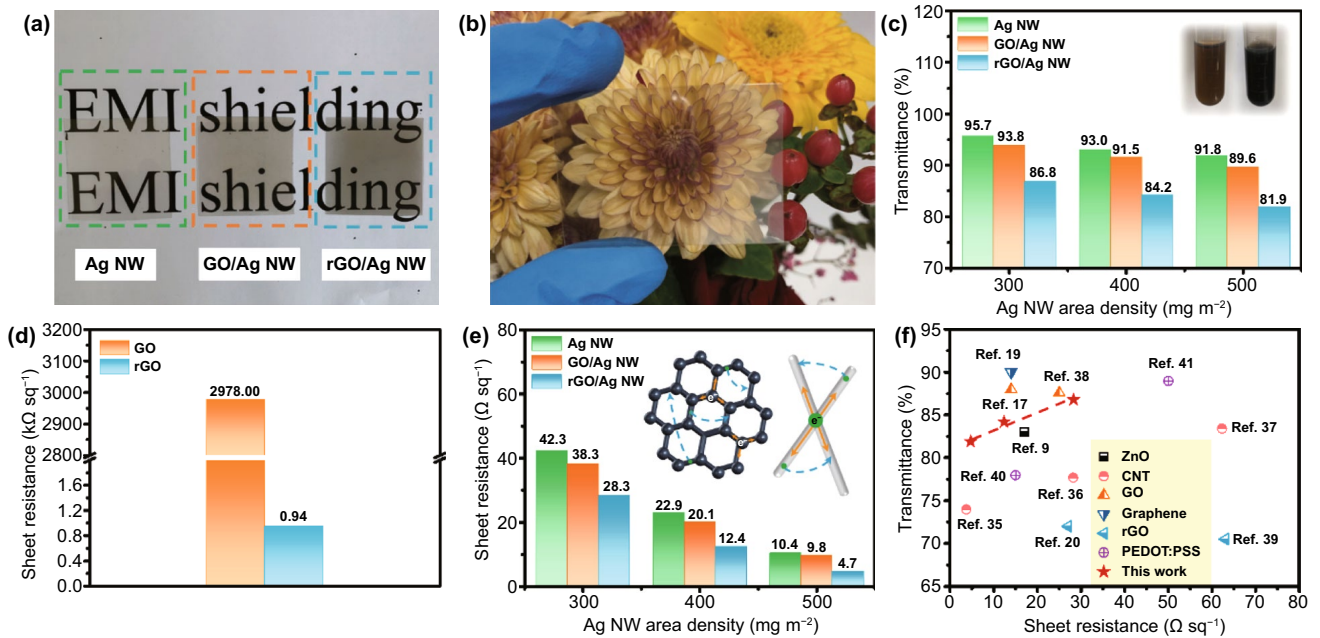 (a)
EMI shielding
EMI shielding
Ag NW
GO/Ag NW
rGO/Ag NW
(b)
(c)
120
110
100
90
80
70
Transmittance (%)
Ag NW
GO/Ag NW
rGO/Ag NW
95.7
93.8
86.8
93.0
91.5
84.2
91.8
89.6
81.9
300
400
500
Ag NW area density (mg m⁻²)
(d)
3200
3100
3000
2900
2800
1.6
1.2
0.8
0.4
0.0
Sheet resistance (kΩ sq⁻¹)
GO
rGO
2978.00
0.94
(e)
80
60
40
20
0
Sheet resistance (Ω sq⁻¹)
Ag NW
GO/Ag NW
rGO/Ag NW
e⁻
e⁻
e⁻
42.3
38.3
28.3
22.9
20.1
12.4
10.4
9.8
4.7
300
400
500
Ag NW area density (mg m⁻²)
(f)
95
90
85
80
75
70
65
Transmittance (%)
Ref. 19
Ref. 38
Ref. 41
Ref. 17
Ref. 9
Ref. 37
Ref. 40
Ref. 36
Ref. 35
Ref. 20
Ref. 39
ZnO
CNT
GO
Graphene
rGO
PEDOT:PSS
This work
0
10
20
30
40
50
60
70
80
Sheet resistance (Ω sq⁻¹)